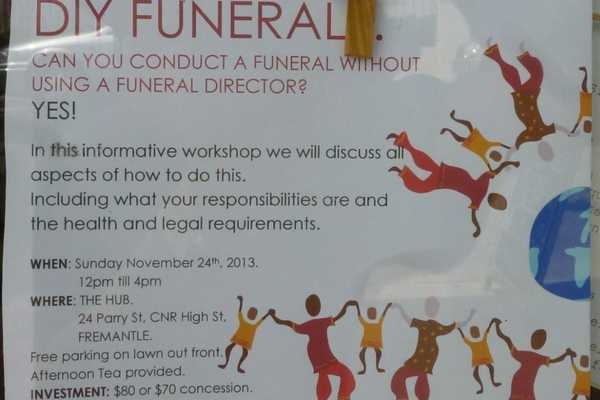 DIY FUNERAL
CAN YOU CONDUCT A FUNERAL WITHOUT
USING A FUNERAL DIRECTOR?
YES!
In this informative workshop we will discuss all
aspects of how to do this.
Including what your responsibilities are and
the health and legal requirements.
WHEN: Sunday November 24th, 2013.
12pm till 4pm
WHERE: THE HUB.
24 Parry St, CNR High St,
FREMANTLE.
Free parking on lawn out front.
Afternoon Tea provided.
INVESTMENT: $80 or $70 concession.